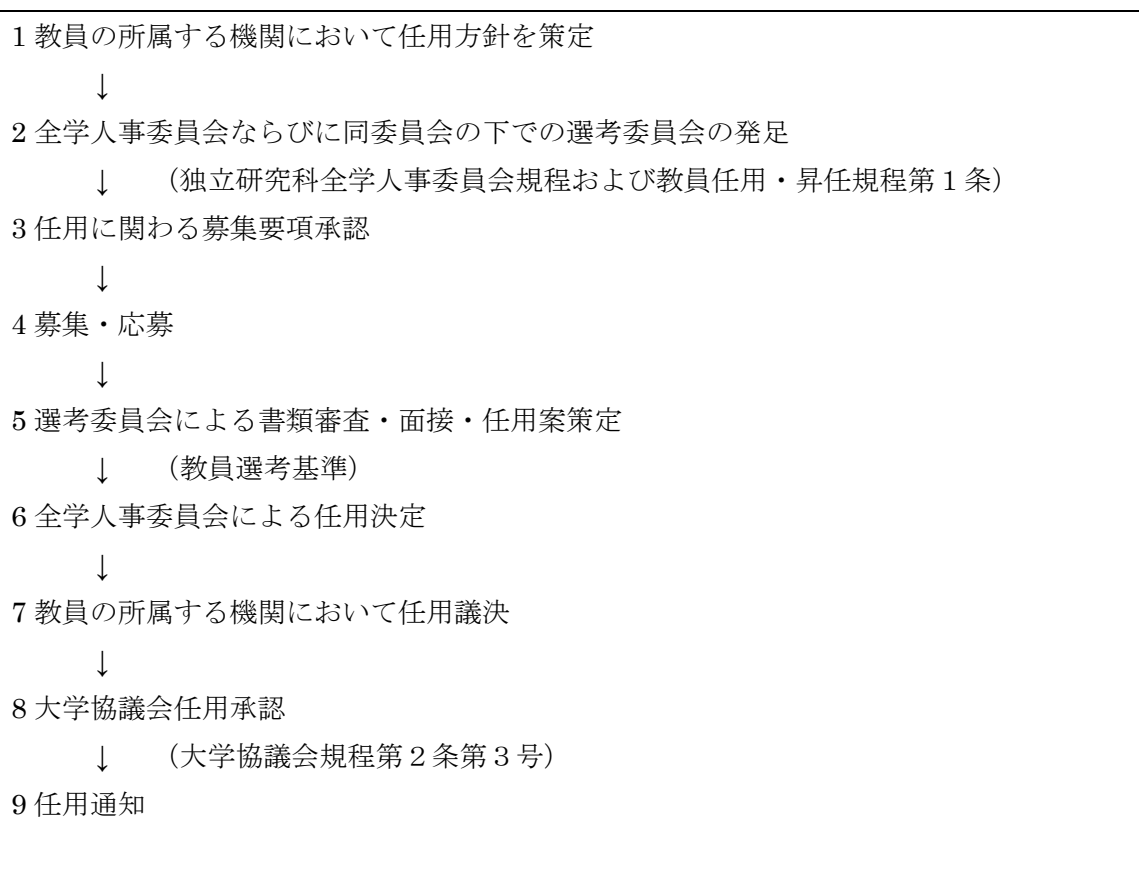 1 教員の所属する機関において任用方針を策定
↓
2 全学人事委員会ならびに同委員会の下での選考委員会の発足
↓ （独立研究科全学人事委員会規程および教員任用・昇任規程第１条）
3 任用に関わる募集要項承認
↓
4 募集・応募
↓
5 選考委員会による書類審査・面接・任用案策定
↓ （教員選考基準）
6 全学人事委員会による任用決定
↓
7 教員の所属する機関において任用議決
↓
8 大学協議会任用承認
↓ （大学協議会規程第２条第３号）
9 任用通知